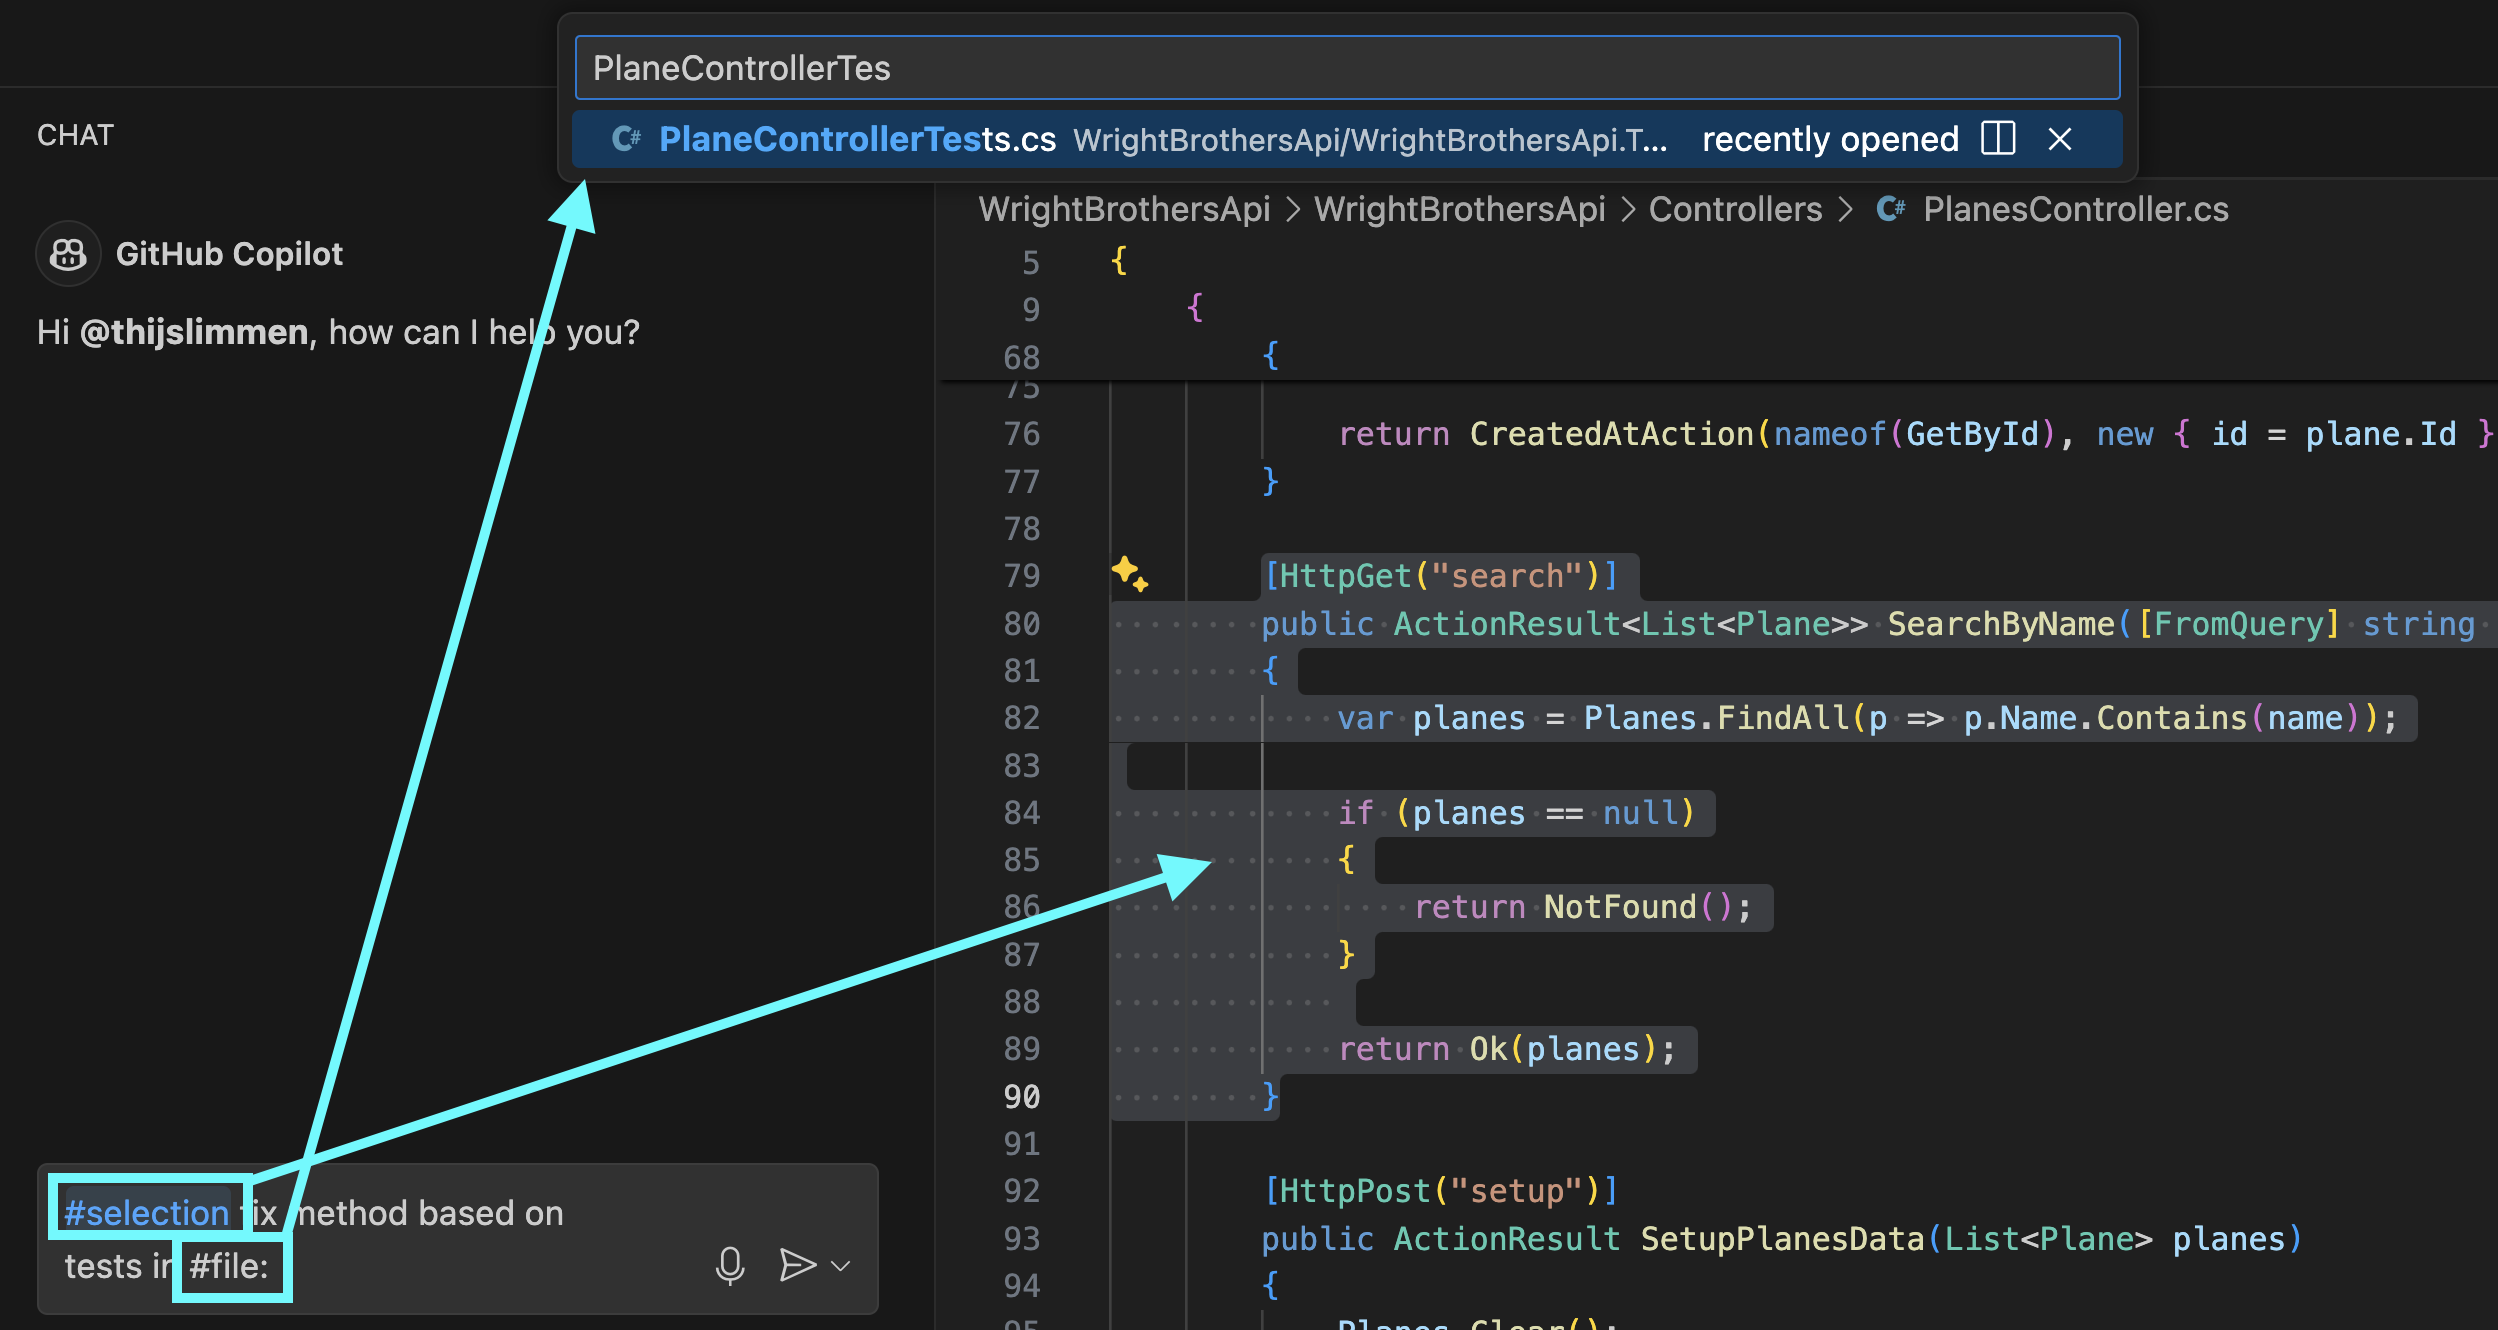 PlaneControllerTes
PlaneControllerTests.cs WrightBrothersApi/WrightBrothersApi.T... recently opened
CHAT
GitHub Copilot
Hi @thijslimmen, how can I help you?
#selection fix method based on
tests in #file:
WrightBrothersApi > WrightBrothersApi > Controllers > C# PlanesController.cs
5 {
9 {
68 {
75
76 return CreatedAtAction(nameof(GetById), new { id = plane.Id }
77 }
78
79 [HttpGet("search")]
80 public ActionResult<List<Plane>> SearchByName([FromQuery] string
81 {
82 var planes = Planes.FindAll(p => p.Name.Contains(name));
83
84 if (planes == null)
85 {
86 return NotFound();
87 }
88
89 return Ok(planes);
90 }
91
92 [HttpPost("setup")]
93 public ActionResult SetupPlanesData(List<Plane> planes)
94 {
95 Planes.Clear();